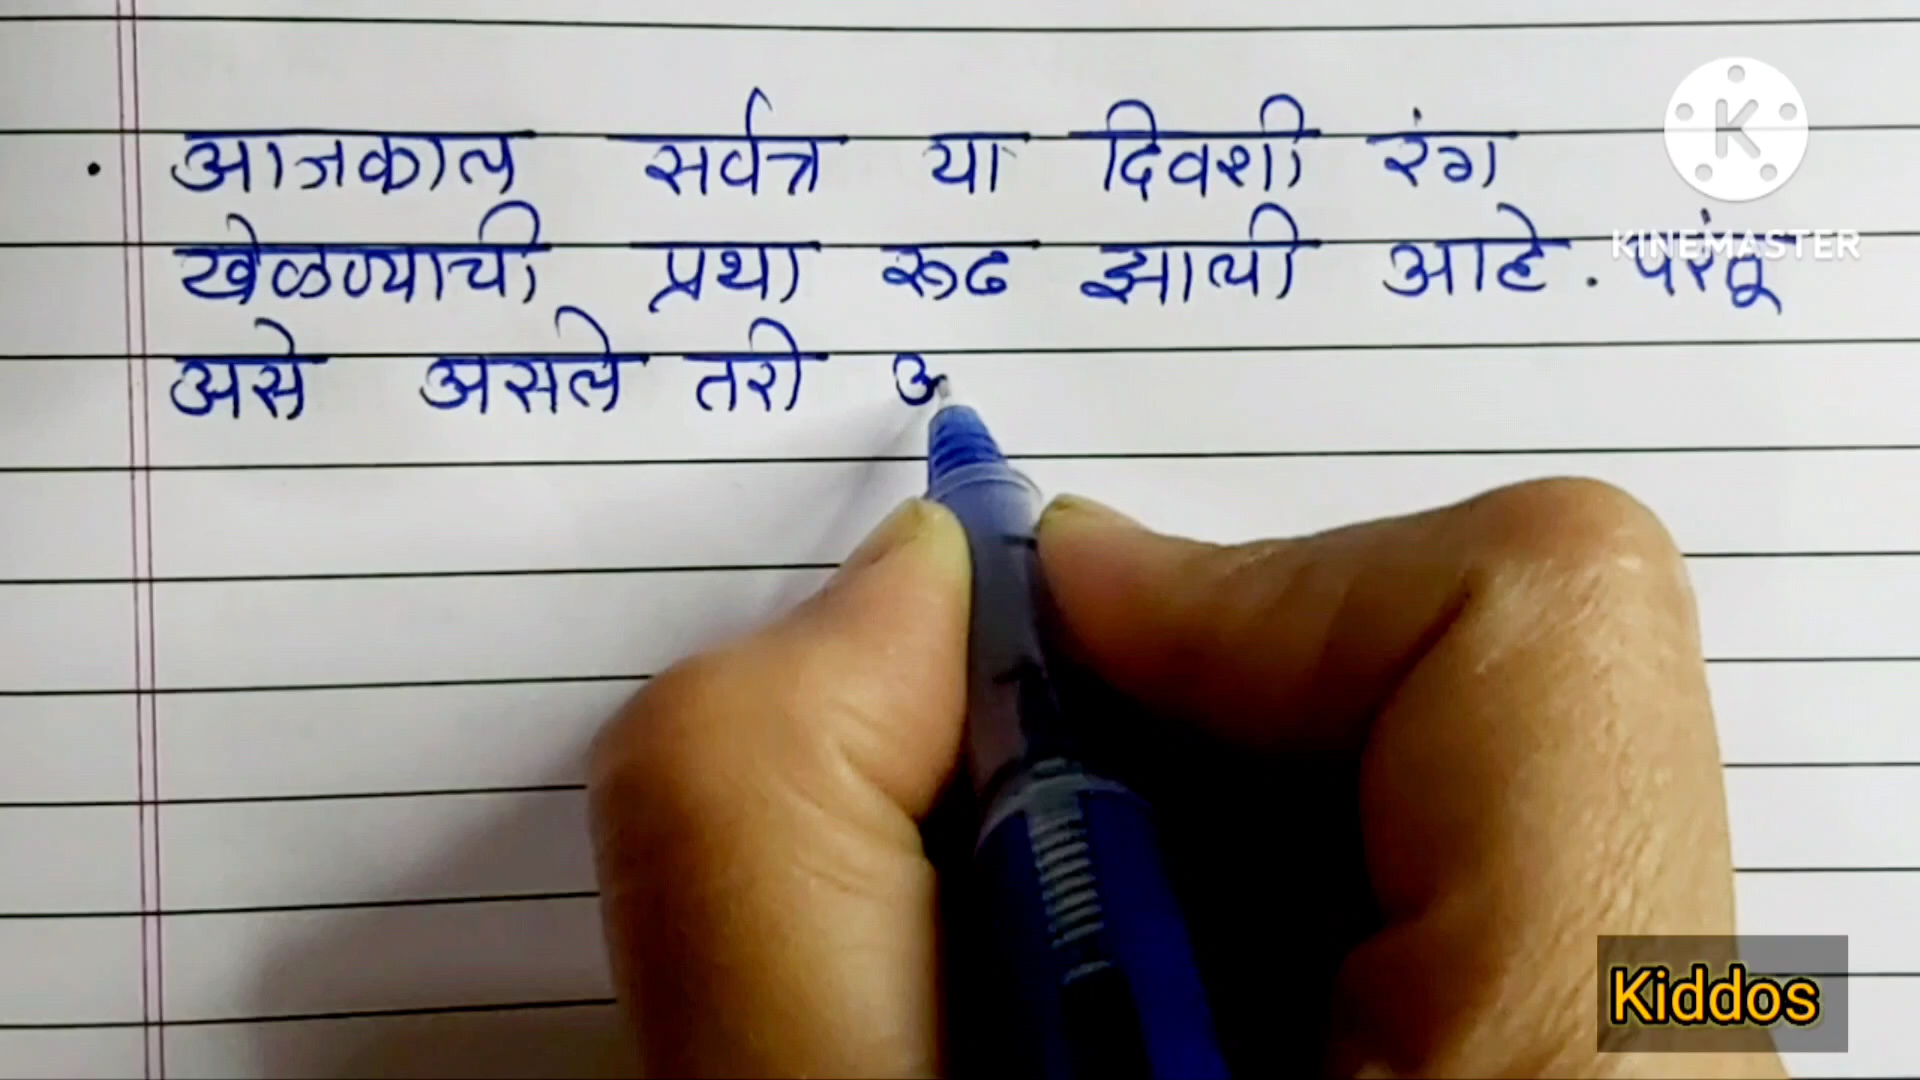 . आजकाल सर्वत्र या दिवशी रंग
KINEMASTER
खेळण्याची प्रथा रूढ झाली आहे. परंतू
असे असले तरी
Kiddos